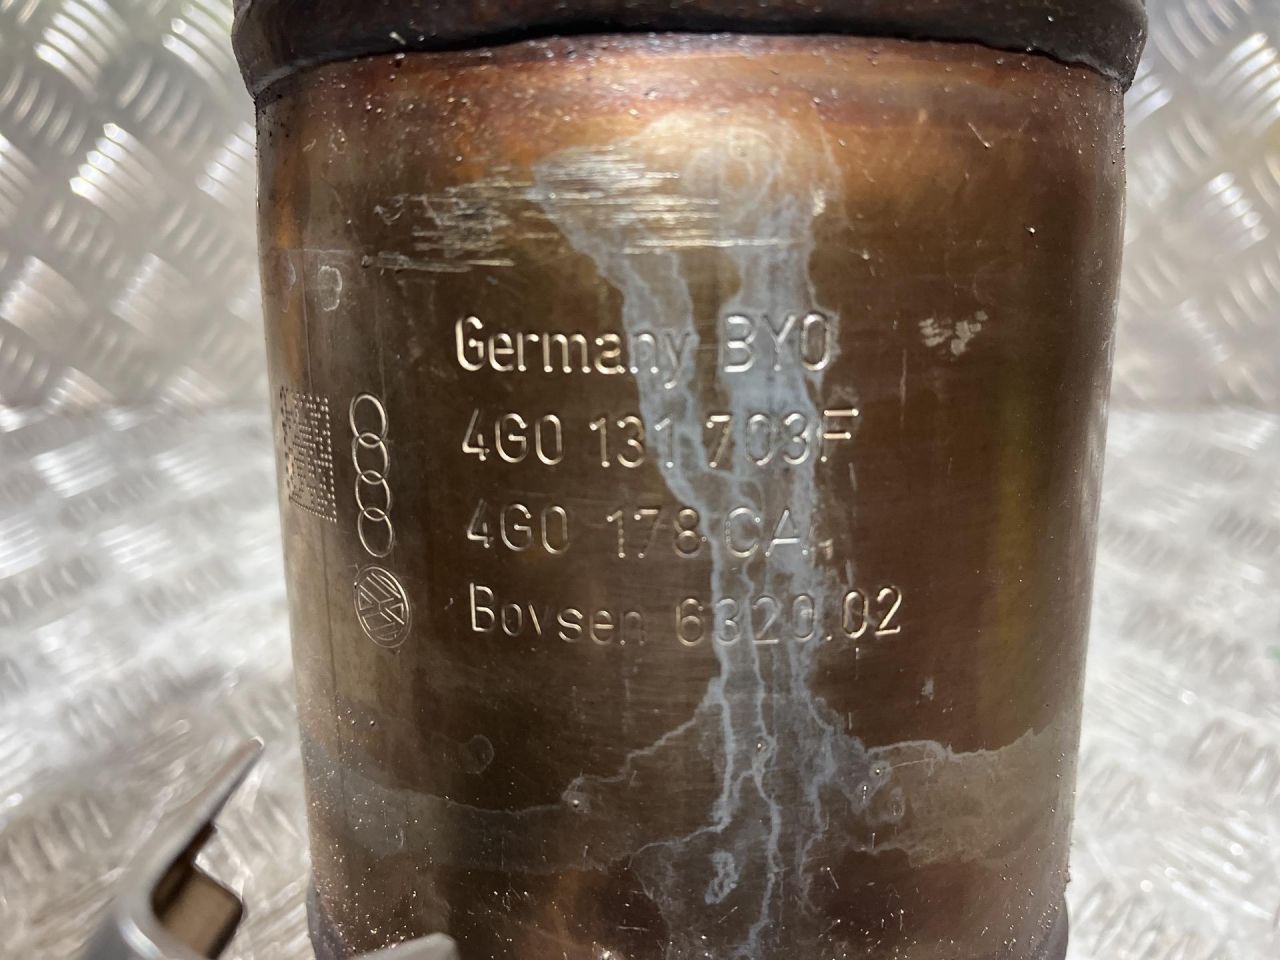 Germany BYO
4G0 131 703F
4G0 178 CA
Boysen 6320.02